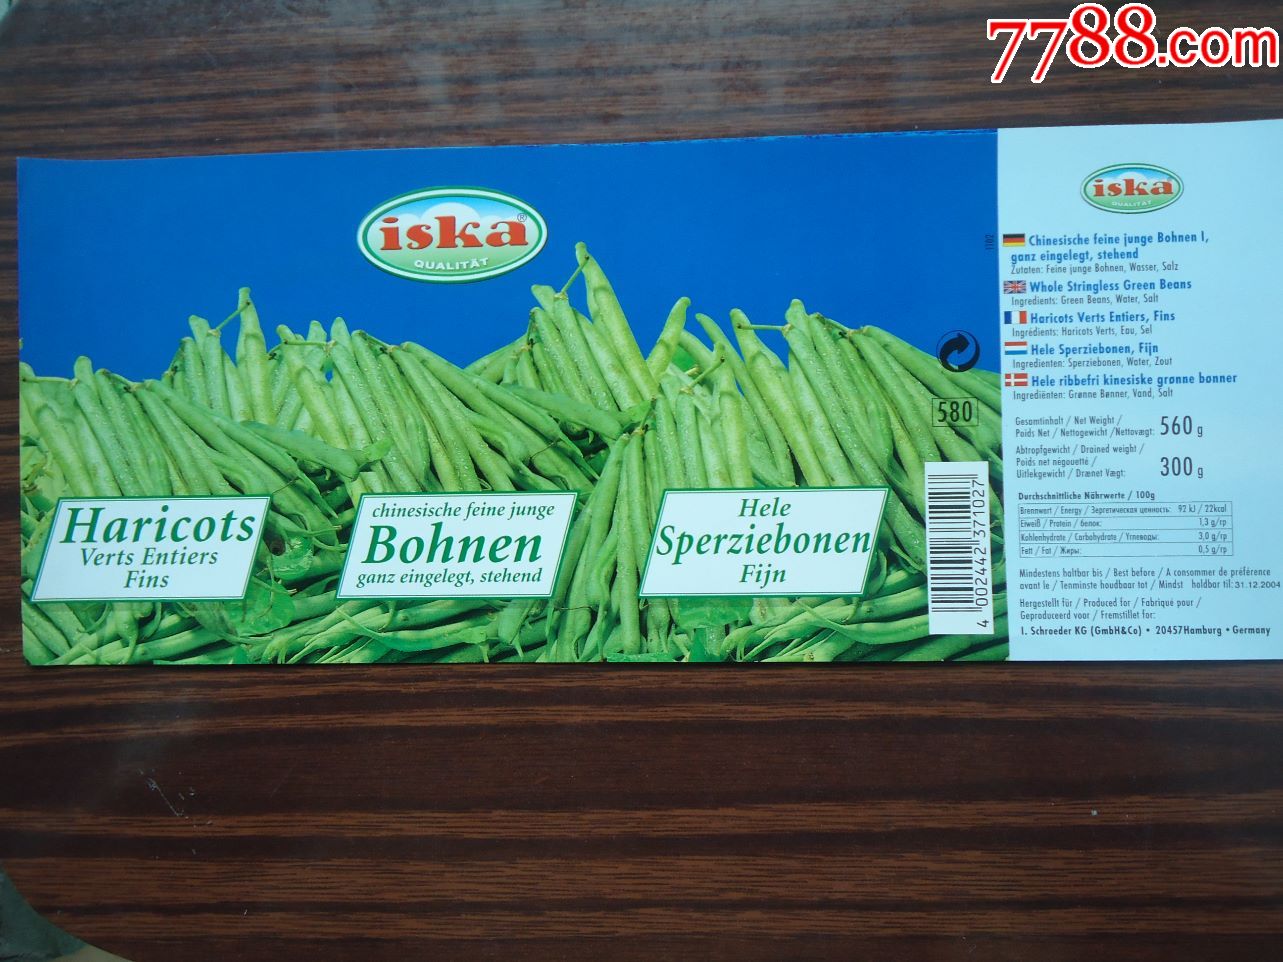 7788.com
iska®
QUALITÄT
Haricots
Verts Entiers
Fins
chinesische feine junge
Bohnen
ganz eingelegt, stehend
Hele
Sperziebonen
Fijn
580
4 002442 371027
1102
iska®
QUALITÄT
Chinesische feine junge Bohnen I,
ganz eingelegt, stehend
Zutaten: Feine junge Bohnen, Wasser, Salz
Whole Stringless Green Beans
Ingredients: Green Beans, Water, Salt
Haricots Verts Entiers, Fins
Ingrédients: Haricots Verts, Eau, Sel
Hele Sperziebonen, Fijn
Ingredienten: Sperziebonen, Water, Zout
Hele ribbefri kinesiske grønne bønner
Ingrediënten: Grønne Bønner, Vand, Salt
Gesamtinhalt / Net Weight /
Poids Net / Nettogewicht /Nettovægt: 560 g
Abtropfgewicht / Drained weight /
Poids net négoutté /
Uitlekgewicht / Drænet Vægt: 300 g
Durchschnittliche Nährwerte / 100g
Brennwert / Energy / Зергетическая ценность: 92 kJ / 22kcal
Eiweiß / Protein / белок: 1,3 g/гр
Kohlenhydrate / Carbohydrate / Углеводы: 3,0 g/гр
Fett / Fat / Жиры: 0,5 g/гр
Mindestens haltbar bis / Best before / A consommer de préférence
avant le / Tenminste houdbaar tot / Mindst holdbar til: 31.12.2004
Hergestellt für / Produced for / Fabriqué pour /
Geproduceerd voor / Fremstillet for:
I. Schroeder KG (GmbH&Co) • 20457Hamburg • Germany